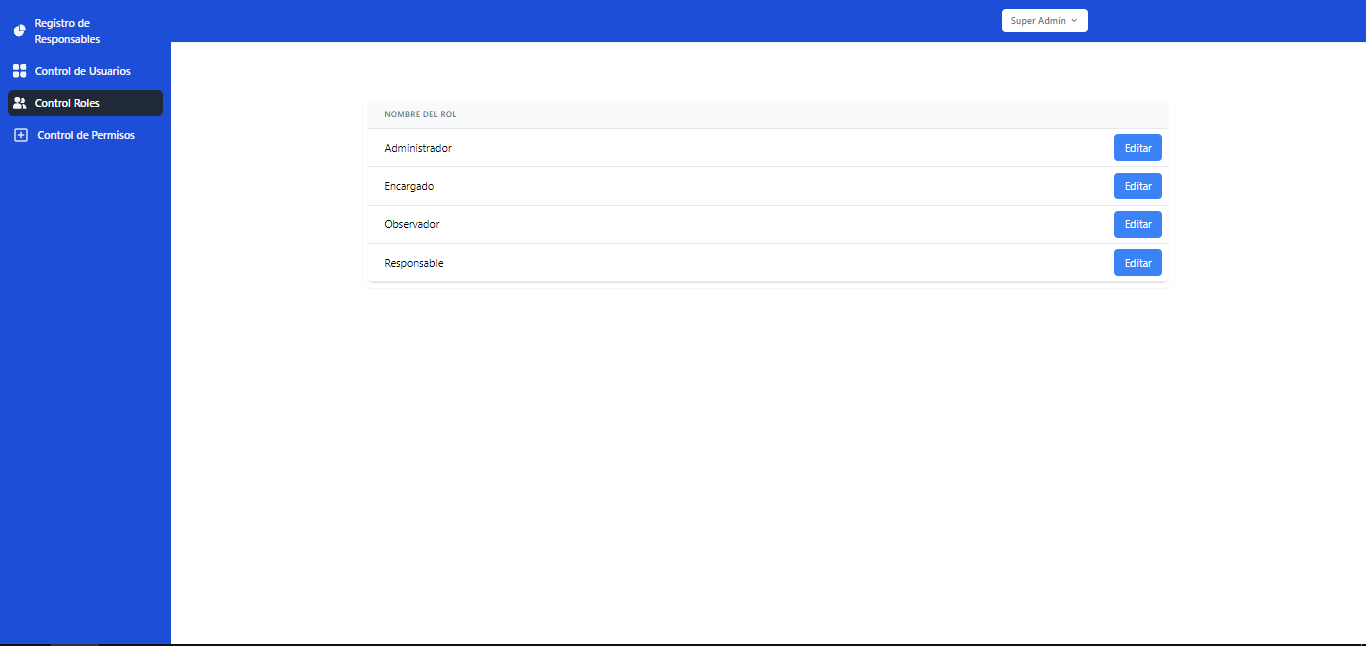 Registro de
Responsables
Control de Usuarios
Control Roles
Control de Permisos
Super Admin
NOMBRE DEL ROL
Administrador Editar
Encargado Editar
Observador Editar
Responsable Editar